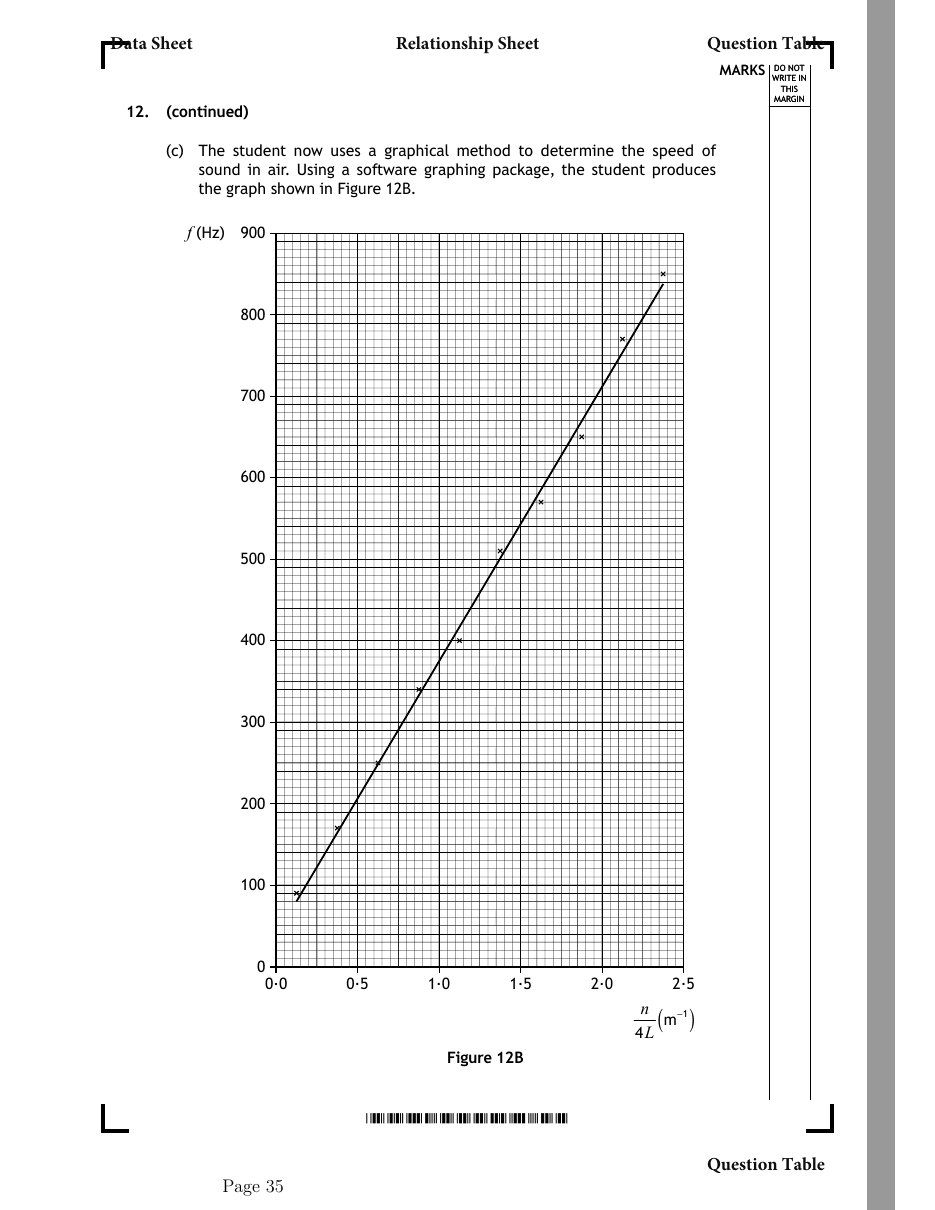 Data Sheet Relationship Sheet Question Table
MARKS DO NOT
WRITE IN
THIS
MARGIN
12. (continued)
(c) The student now uses a graphical method to determine the speed of
sound in air. Using a software graphing package, the student produces
the graph shown in Figure 12B.
f (Hz) 900
800
700
600
500
400
300
200
100
0
0·0 0·5 1·0 1·5 2·0 2·5
n
4L (m⁻¹)
Figure 12B
Question Table
Page 35